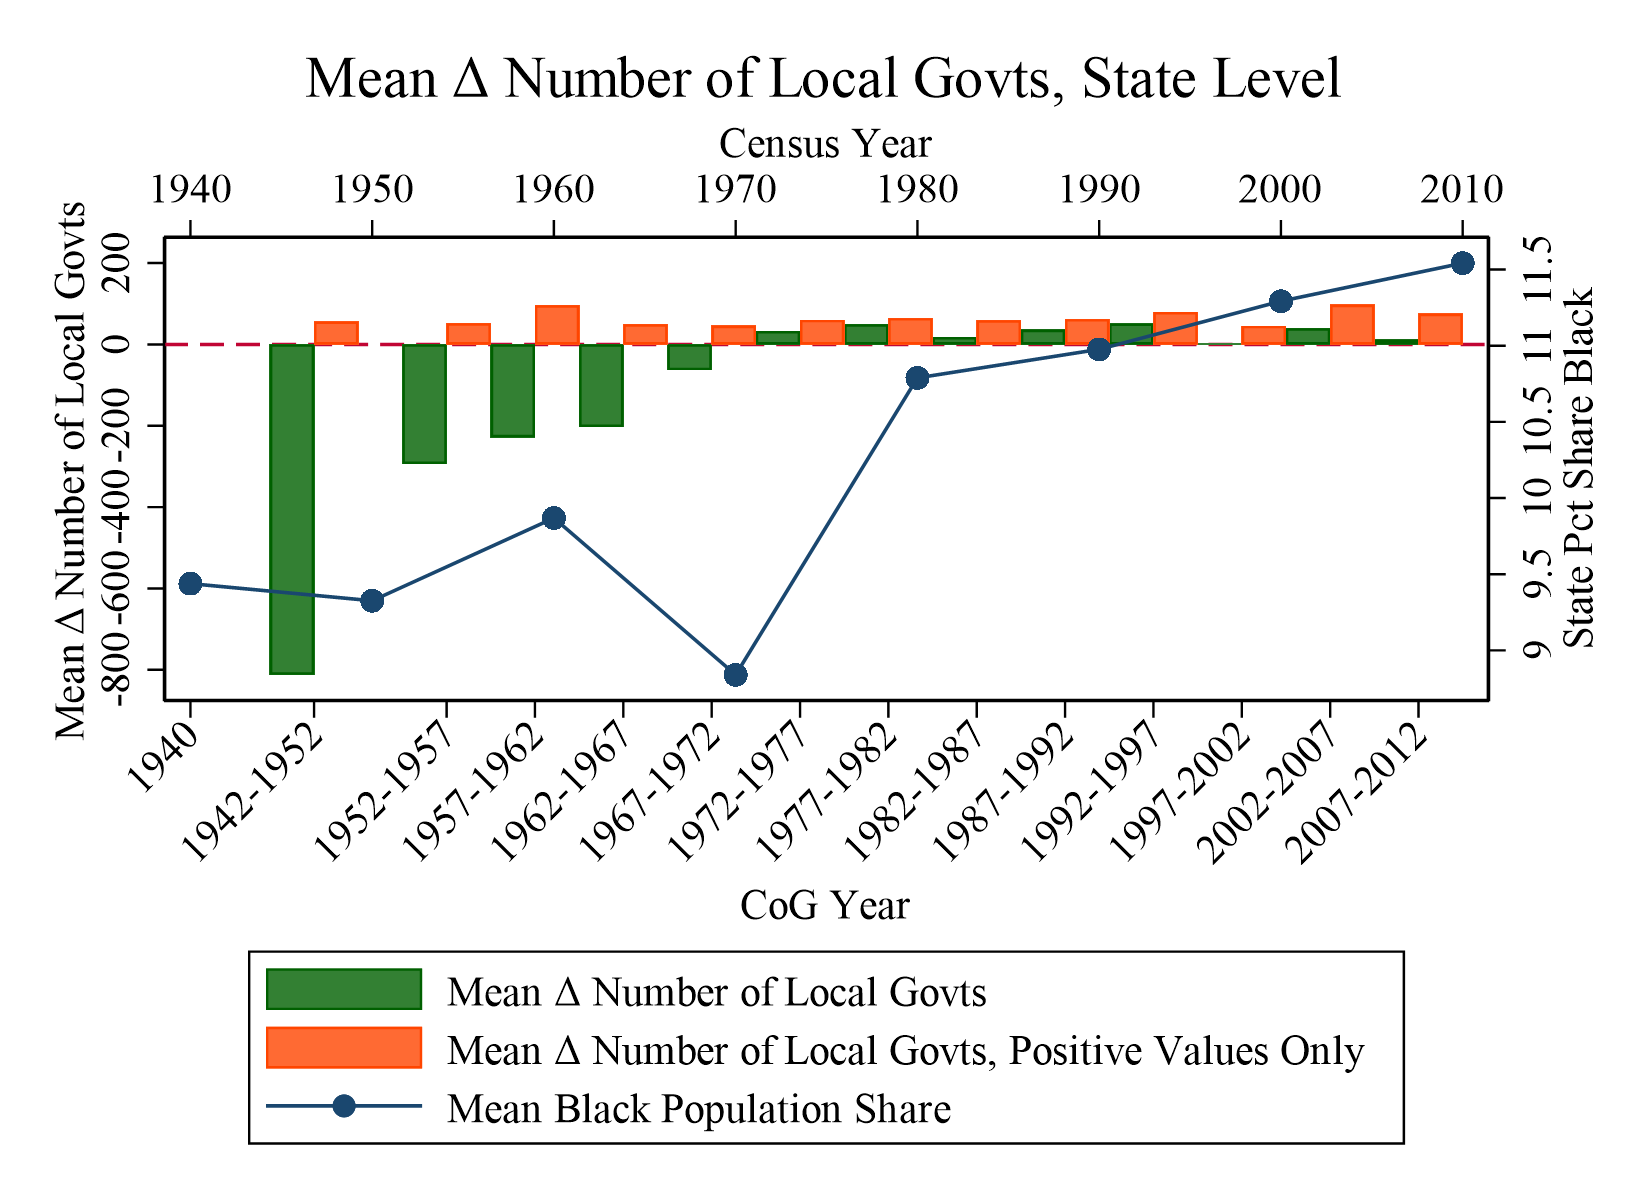 Mean Δ Number of Local Govts, State Level
Census Year
1940 1950 1960 1970 1980 1990 2000 2010
Mean Δ Number of Local Govts
200
0
-200
-400
-600
-800
11.5
11
10.5
10
9.5
9
State Pct Share Black
1940
1942-1952
1952-1957
1957-1962
1962-1967
1967-1972
1972-1977
1977-1982
1982-1987
1987-1992
1992-1997
1997-2002
2002-2007
2007-2012
CoG Year
Mean Δ Number of Local Govts
Mean Δ Number of Local Govts, Positive Values Only
Mean Black Population Share